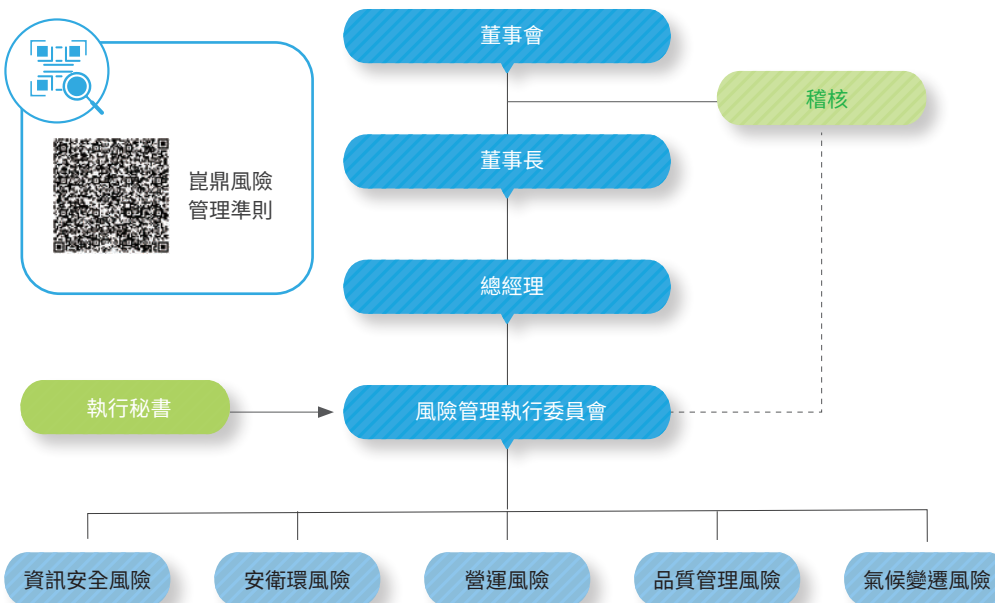 董事會
稽核
董事長
崑鼎風險
管理準則
總經理
執行秘書
風險管理執行委員會
資訊安全風險
安衛環風險
營運風險
品質管理風險
氣候變遷風險